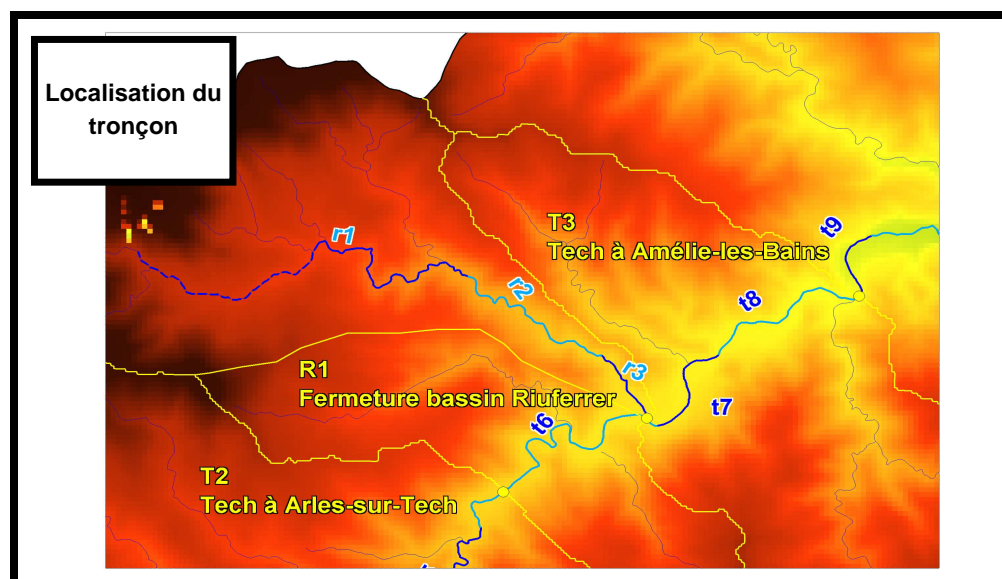 Localisation du
tronçon
r1
T3
Tech à Amélie-les-Bains
t9
r2
t8
R1
Fermeture bassin Riuferrer
r3
t7
t6
T2
Tech à Arles-sur-Tech